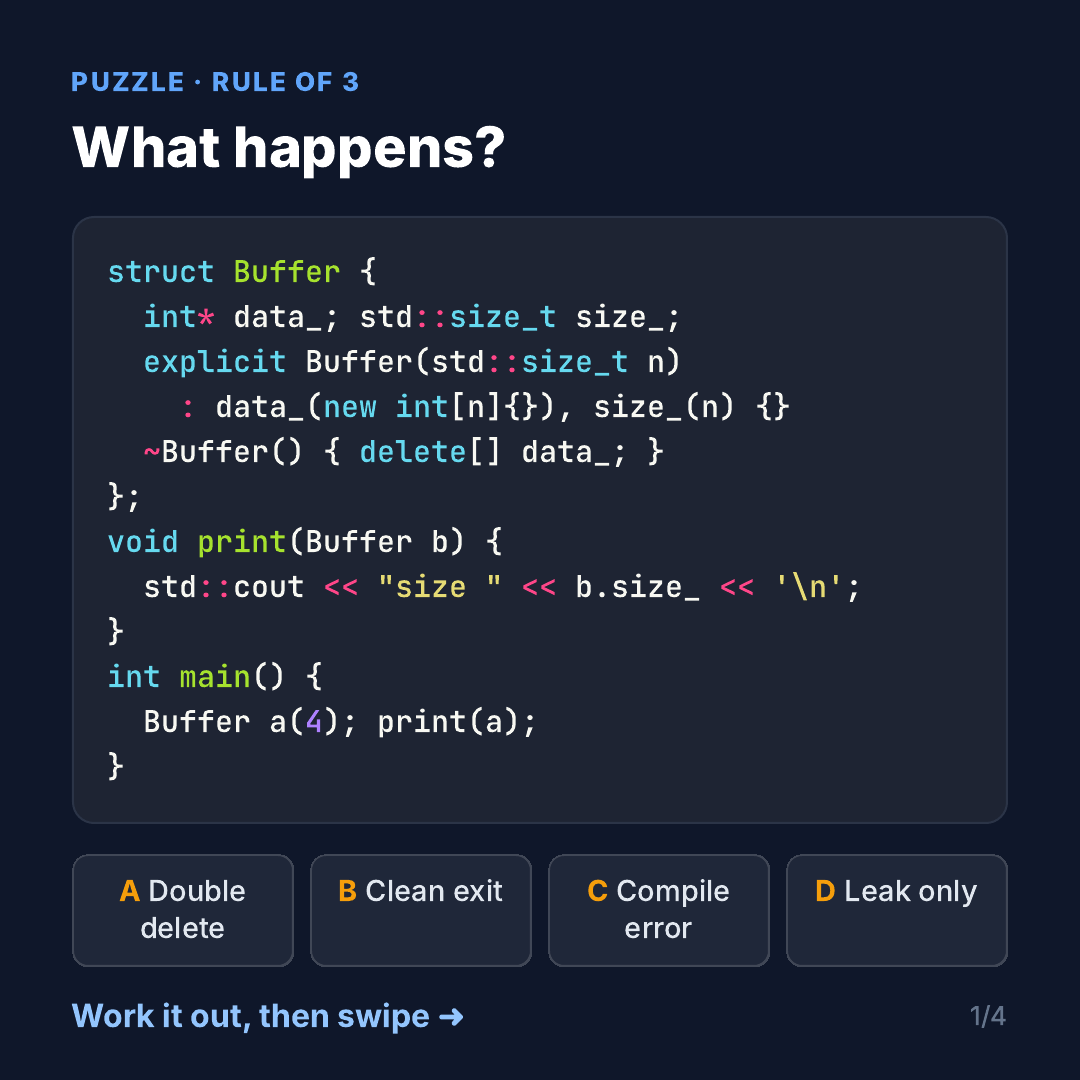 PUZZLE · RULE OF 3
What happens?
struct Buffer {
  int* data_; std::size_t size_;
  explicit Buffer(std::size_t n)
    : data_(new int[n]{}), size_(n) {}
  ~Buffer() { delete[] data_; }
};
void print(Buffer b) {
  std::cout << "size " << b.size_ << '\n';
}
int main() {
  Buffer a(4); print(a);
}
A Double
delete
B Clean exit
C Compile
error
D Leak only
Work it out, then swipe ➜
1/4